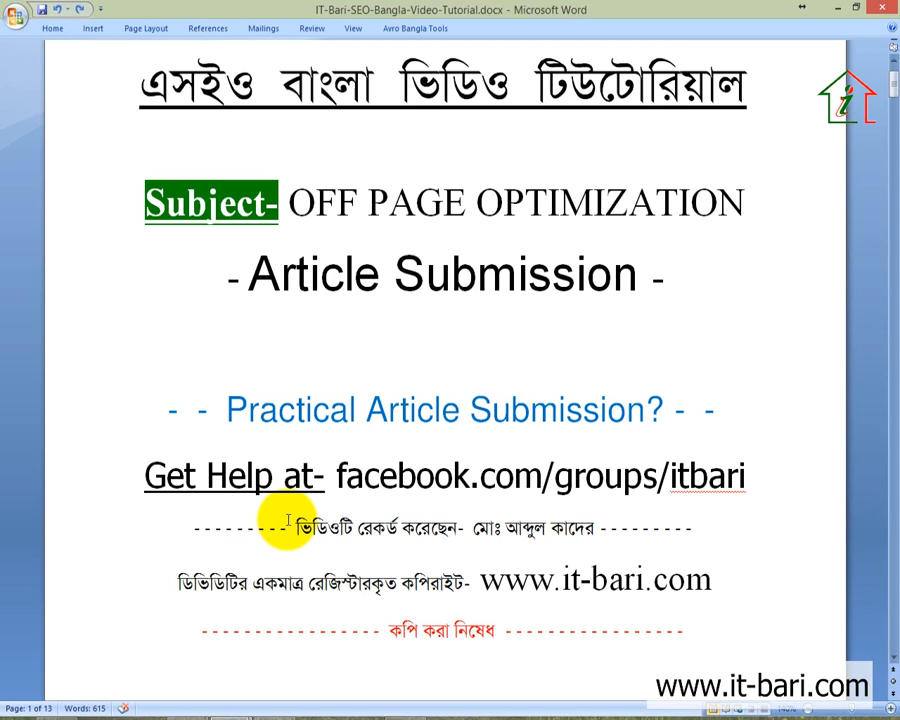 IT-Bari-SEO-Bangla-Video-Tutorial.docx - Microsoft Word
Home Insert Page Layout References Mailings Review View Avro Bangla Tools
এসইও বাংলা ভিডিও টিউটোরিয়াল
Subject- OFF PAGE OPTIMIZATION
- Article Submission -
- - Practical Article Submission? - -
Get Help at- facebook.com/groups/itbari
- - - - - - - - - ভিডিওটি রেকর্ড করেছেন- মোঃ আব্দুল কাদের - - - - - - - - -
ডিভিডিটির একমাত্র রেজিস্টারকৃত কপিরাইট- www.it-bari.com
- - - - - - - - - - - - - - - - - কপি করা নিষেধ - - - - - - - - - - - - - - - - -
www.it-bari.com
Page: 1 of 13 Words: 615